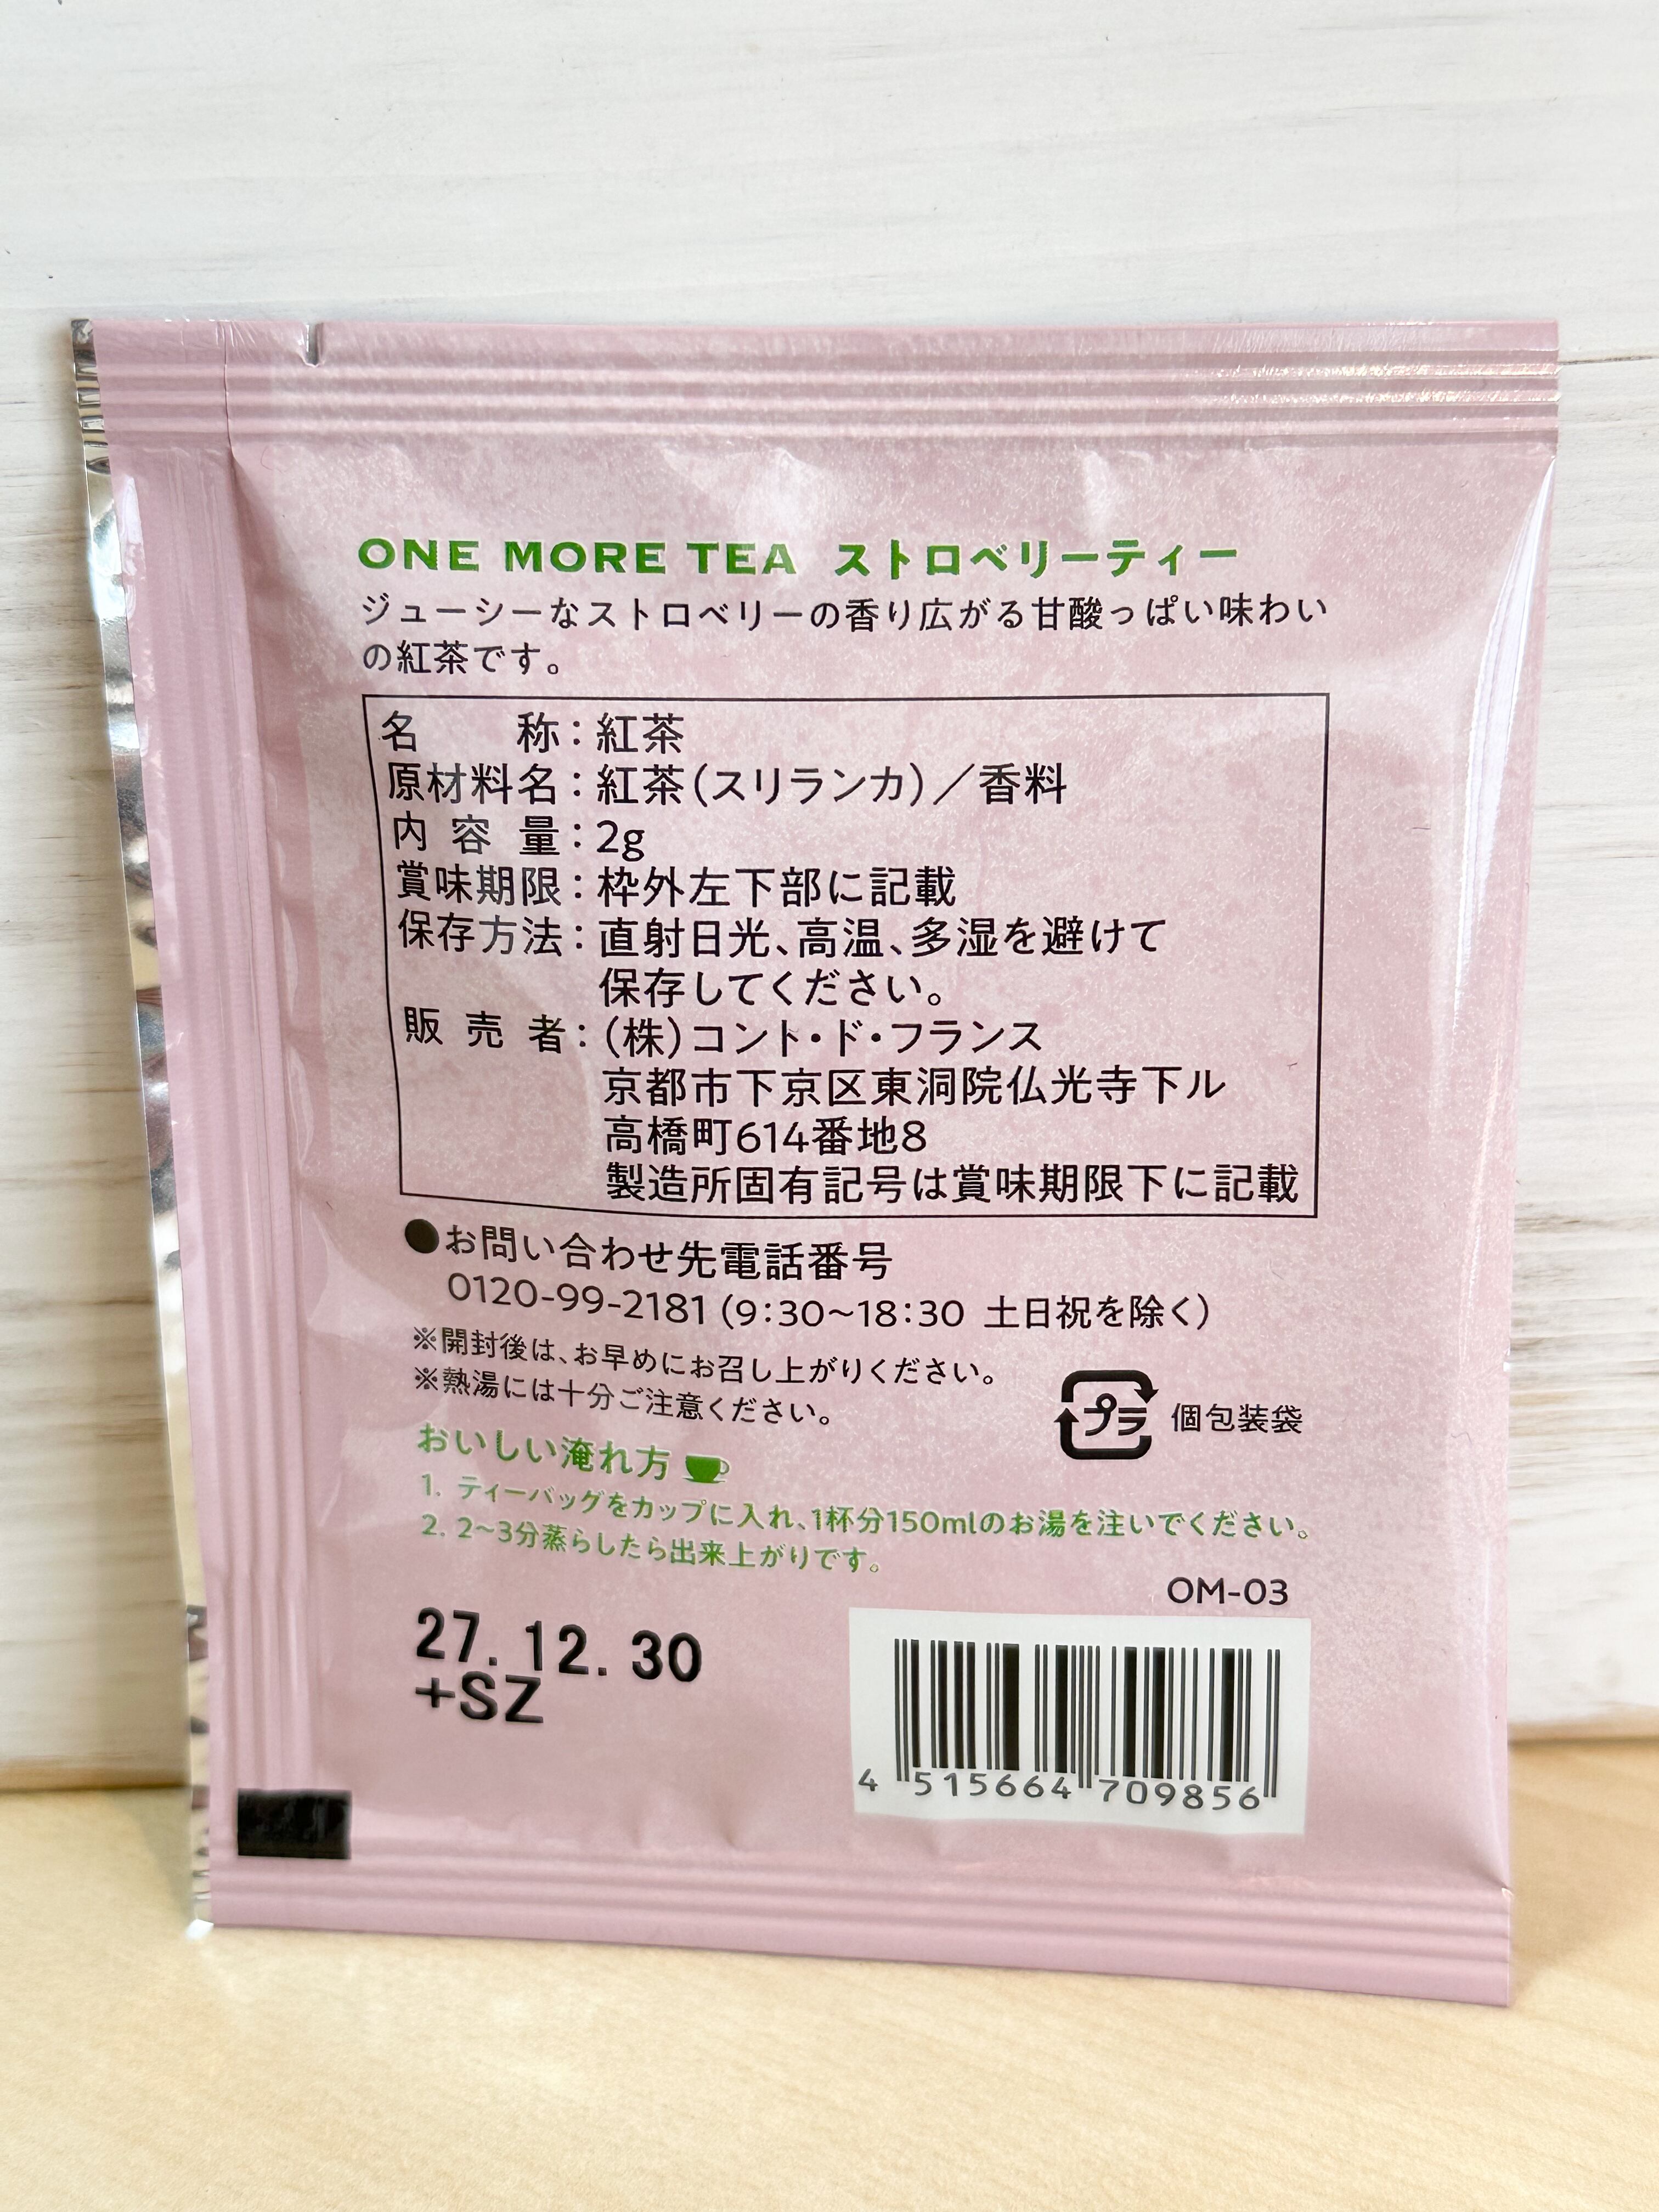 ONE MORE TEA ストロベリーティー
ジューシーなストロベリーの香り広がる甘酸っぱい味わい
の紅茶です。
名 称：紅茶
原材料名：紅茶（スリランカ）／香料
内容量：2g
賞味期限：枠外左下部に記載
保存方法：直射日光、高温、多湿を避けて
保存してください。
販売者：（株）コント・ド・フランス
京都市下京区東洞院仏光寺下ル
高橋町614番地8
製造所固有記号は賞味期限下に記載
●お問い合わせ先電話番号
0120-99-2181（9:30～18:30 土日祝を除く）
※開封後は、お早めにお召し上がりください。
※熱湯には十分ご注意ください。
プラ 個包装袋
おいしい淹れ方
1. ティーバッグをカップに入れ、1杯分150mlのお湯を注いでください。
2. 2～3分蒸らしたら出来上がりです。
OM-03
27.12.30
+SZ
4 515664 709856